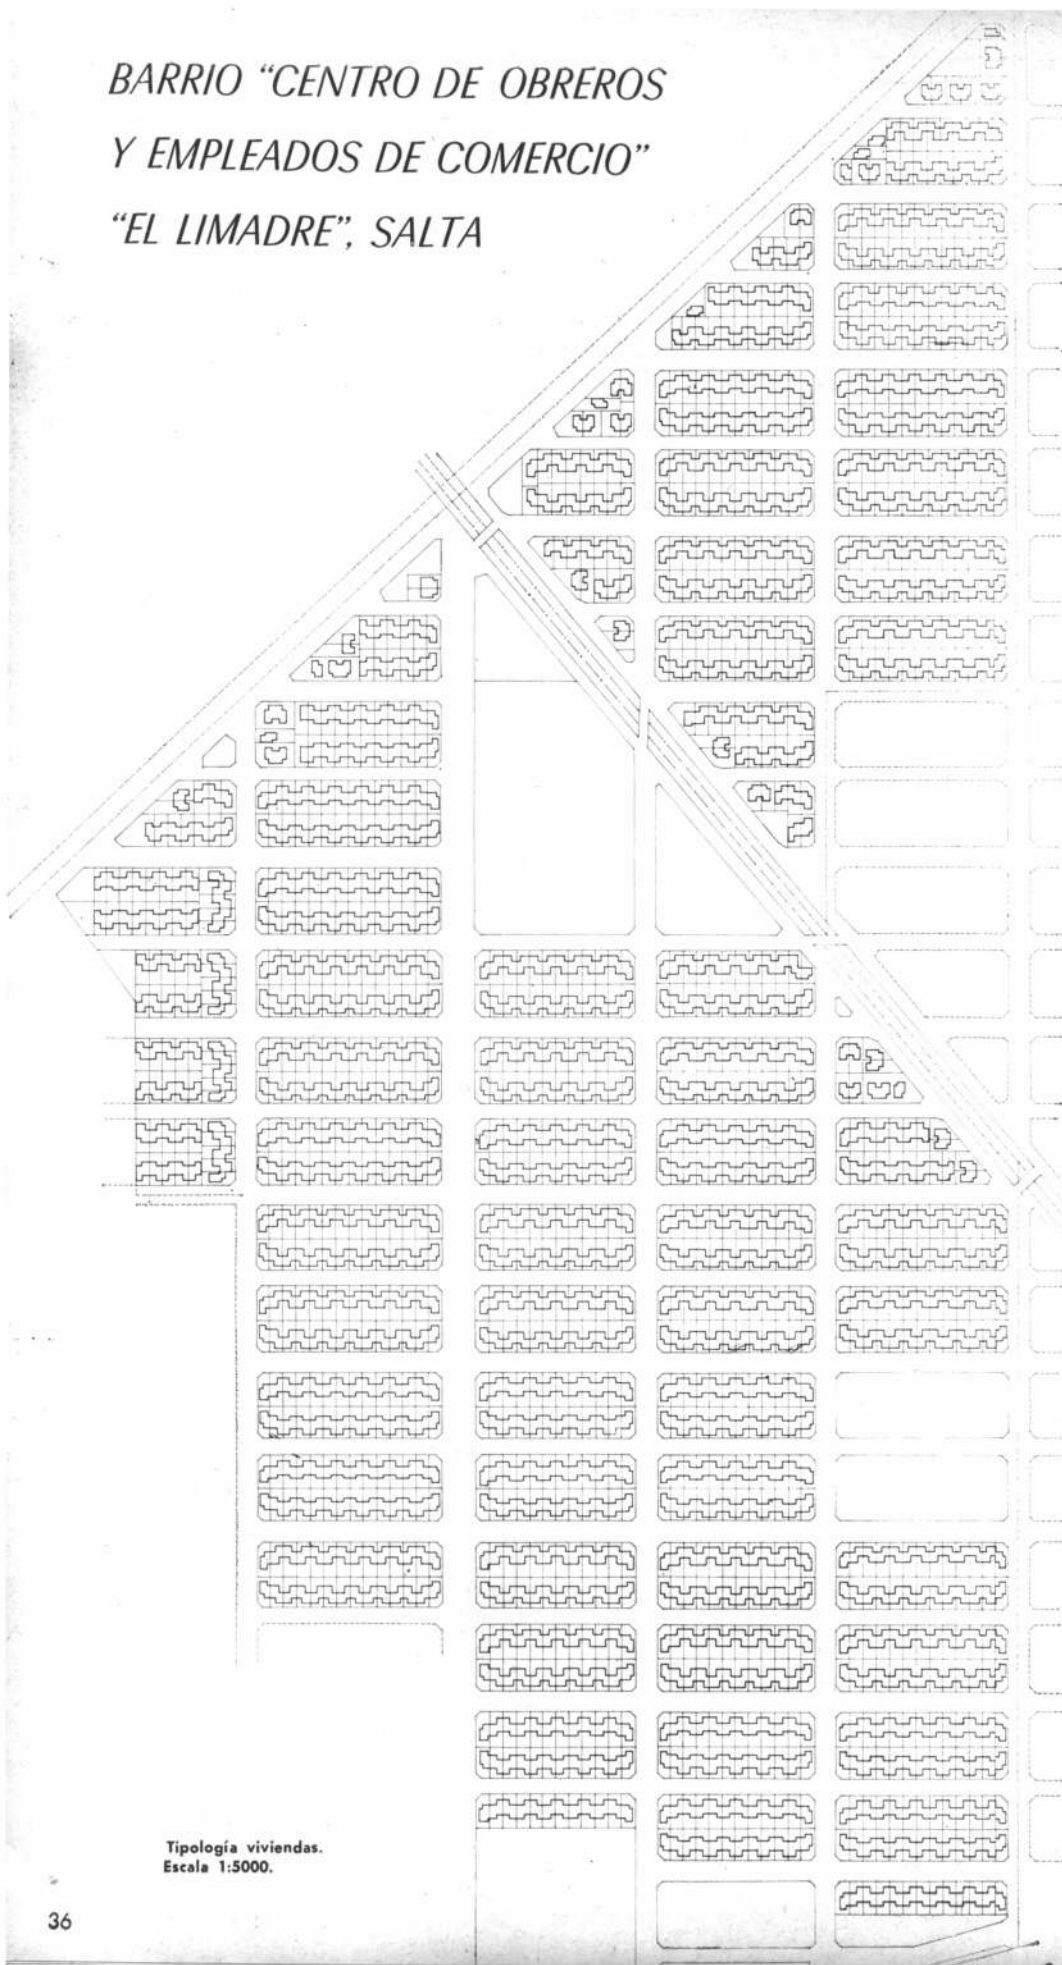 BARRIO “CENTRO DE OBREROS
Y EMPLEADOS DE COMERCIO”
“EL LIMADRE”, SALTA
Tipología viviendas.
Escala 1:5000.
36